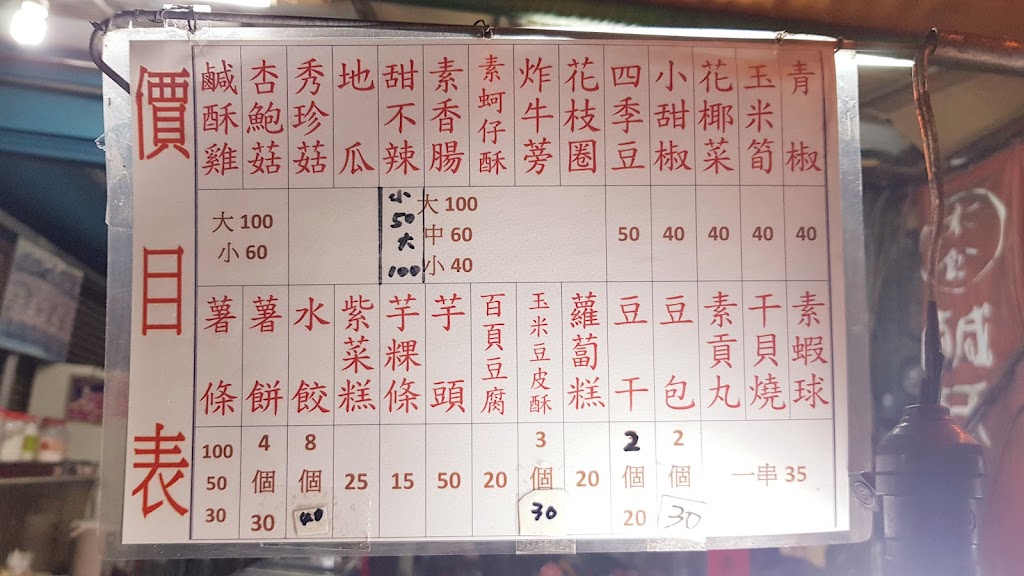 價目表
鹹酥雞 杏鮑菇 秀珍菇 地瓜 甜不辣 素香腸 素蚵仔酥 炸牛蒡 花枝圈 四季豆 小甜椒 花椰菜 玉米筍 青椒
大 100 小 50 大 100 大 100 50 40 40 40 40
小 60 中 60
小 40
薯條 薯餅 水餃 紫菜糕 芋粿條 芋頭 百頁豆腐 玉米豆皮酥 蘿蔔糕 豆干 豆包 素貢丸 干貝燒 素蝦球
100 4 8 3 2 2
50 個 個 25 15 50 20 個 20 個 個 一串 35
30 30 40 30 20 30